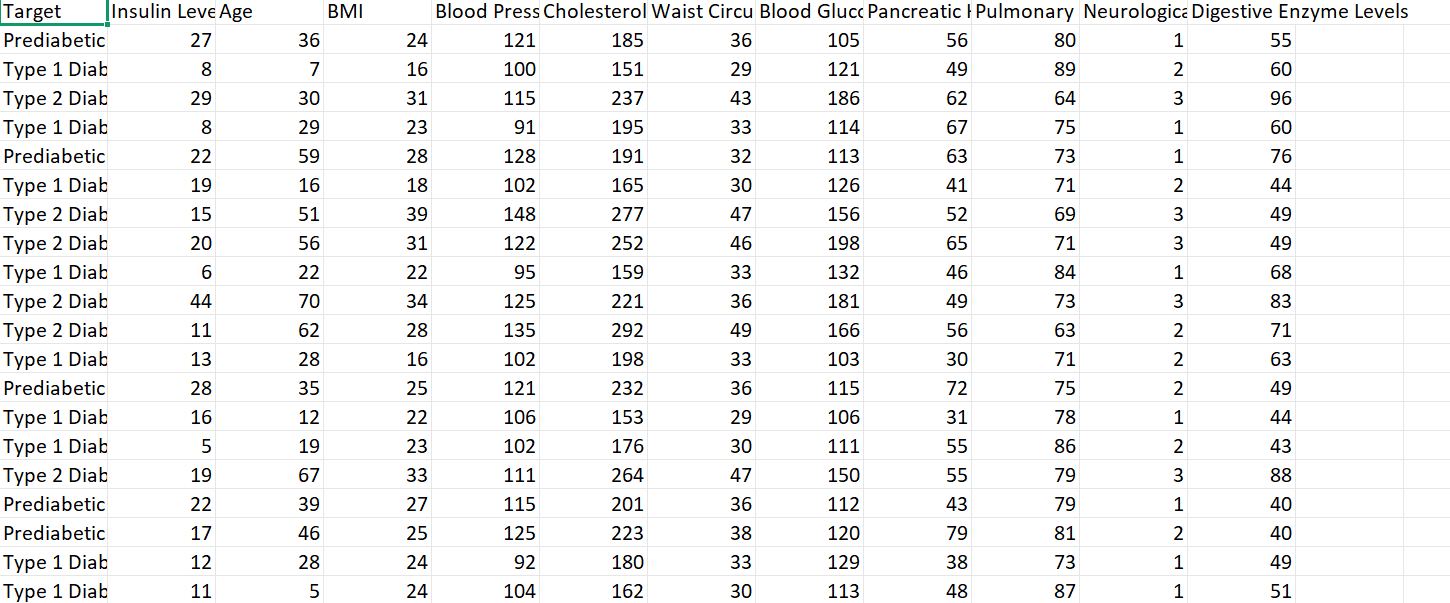 Target Insulin Leve Age BMI Blood Press Cholesterol Waist Circu Blood Gluco Pancreatic Pulmonary Neurologica Digestive Enzyme Levels
Prediabetic 27 36 24 121 185 36 105 56 80 1 55
Type 1 Diab 8 7 16 100 151 29 121 49 89 2 60
Type 2 Diab 29 30 31 115 237 43 186 62 64 3 96
Type 1 Diab 8 29 23 91 195 33 114 67 75 1 60
Prediabetic 22 59 28 128 191 32 113 63 73 1 76
Type 1 Diab 19 16 18 102 165 30 126 41 71 2 44
Type 2 Diab 15 51 39 148 277 47 156 52 69 3 49
Type 2 Diab 20 56 31 122 252 46 198 65 71 3 49
Type 1 Diab 6 22 22 95 159 33 132 46 84 1 68
Type 2 Diab 44 70 34 125 221 36 181 49 73 3 83
Type 2 Diab 11 62 28 135 292 49 166 56 63 2 71
Type 1 Diab 13 28 16 102 198 33 103 30 71 2 63
Prediabetic 28 35 25 121 232 36 115 72 75 2 49
Type 1 Diab 16 12 22 106 153 29 106 31 78 1 44
Type 1 Diab 5 19 23 102 176 30 111 55 86 2 43
Type 2 Diab 19 67 33 111 264 47 150 55 79 3 88
Prediabetic 22 39 27 115 201 36 112 43 79 1 40
Prediabetic 17 46 25 125 223 38 120 79 81 2 40
Type 1 Diab 12 28 24 92 180 33 129 38 73 1 49
Type 1 Diab 11 5 24 104 162 30 113 48 87 1 51